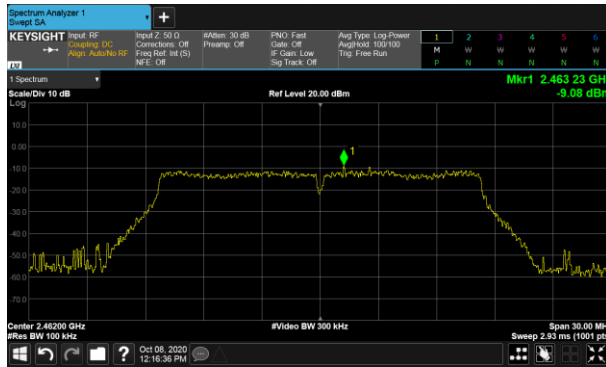 Spectrum Analyzer 1
Swept SA
+
KEYSIGHT Input: RF Input Z: 50 Ω #Atten: 30 dB PNO: Fast Avg Type: Log-Power 1 2 3 4 5 6
Coupling: DC Corrections: Off Preamp: Off Gate: Off Avg|Hold: 100/100 M W W W W W
Align: Auto/No RF Freq Ref: Int (S) IF Gain: Low Trig: Free Run
NFE: Off Sig Track: Off P N N N N N
LXI
1 Spectrum Mkr1 2.463 23 GH
Scale/Div 10 dB Ref Level 20.00 dBm -9.08 dBr
Log
10.0
0.00
1
-10.0
-20.0
-30.0
-40.0
-50.0
-60.0
-70.0
Center 2.46200 GHz #Video BW 300 kHz Span 30.00 MH
#Res BW 100 kHz Sweep 2.93 ms (1001 pts
? Oct 08, 2020
12:16:36 PM